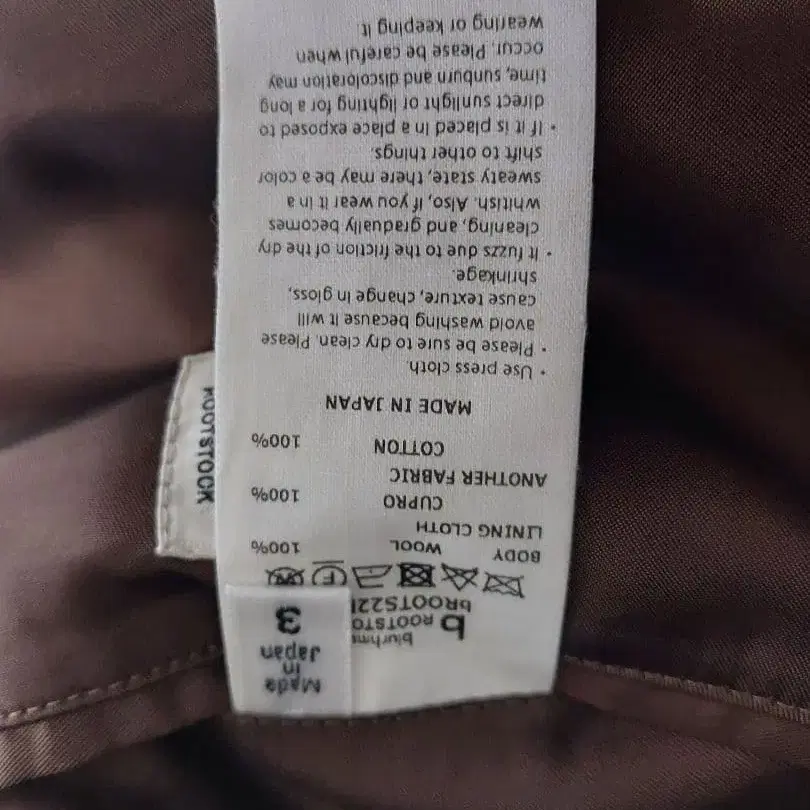 Made
in
Japan
3
blurhm
b ROOTSTO
bROOTS22
BODY WOOL 100%
LINING CLOTH
CUPRO 100%
ANOTHER FABRIC
COTTON 100%
MADE IN JAPAN
・Use press cloth.
・Please be sure to dry clean. Please
avoid washing because it will
cause texture, change in gloss,
shrinkage.
・It fuzzs due to the friction of the dry
cleaning, and gradually becomes
whitish. Also, if you wear it in a
sweaty state, there may be a color
shift to other things.
・If it is placed in a place exposed to
direct sunlight or lighting for a long
time, sunburn and discoloration may
occur. Please be careful when
wearing or keeping it
ROOTSTOCK